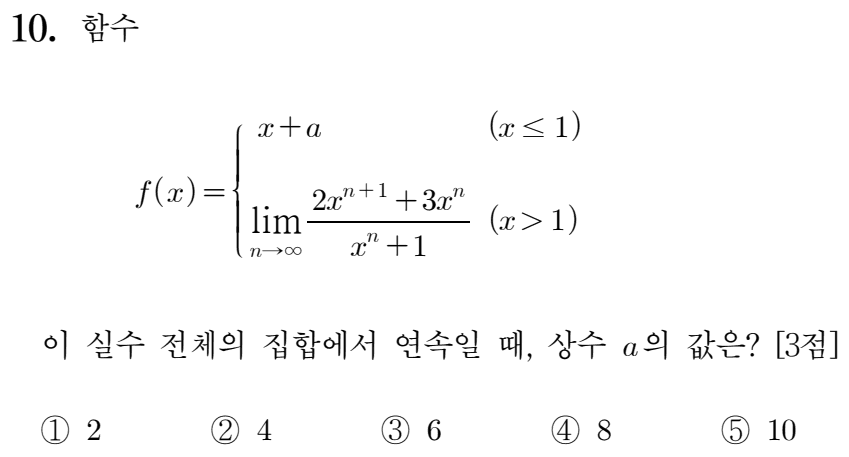 10. 함수
f(x) = { x+a (x ≤ 1)
lim_{n→∞} (2x^{n+1}+3x^n)/(x^n+1) (x > 1)
이 실수 전체의 집합에서 연속일 때, 상수 a의 값은? [3점]
① 2 ② 4 ③ 6 ④ 8 ⑤ 10